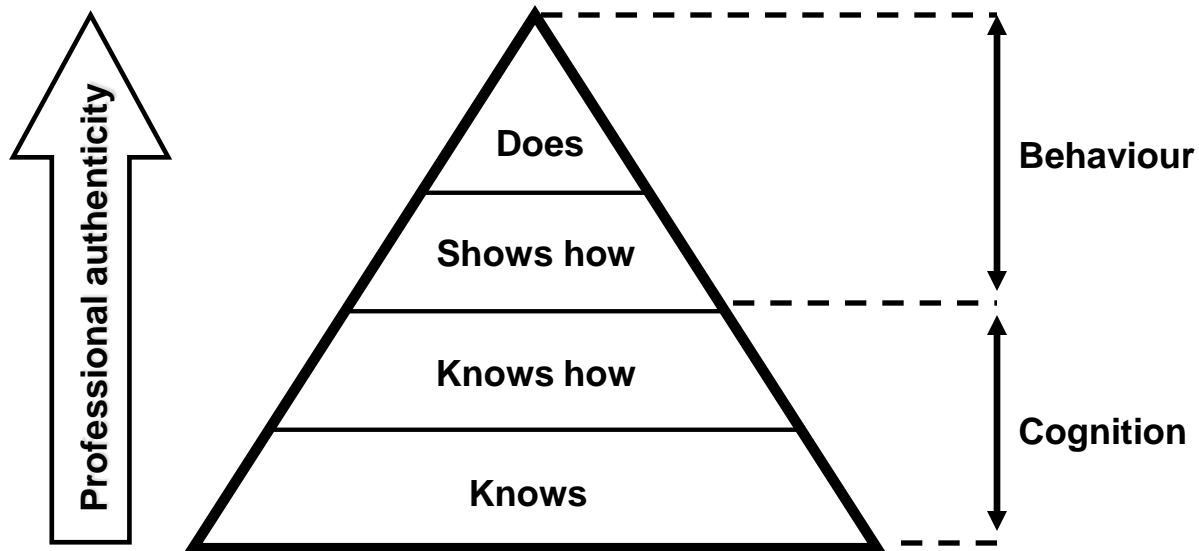 Professional authenticity
Does
Behaviour
Shows how
Knows how
Cognition
Knows